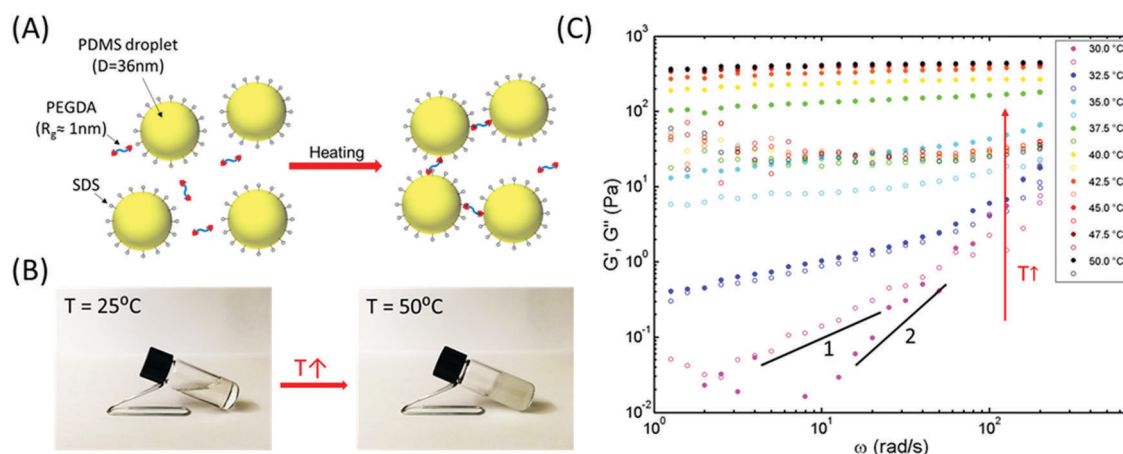 (A)
PDMS droplet
(D=36nm)
PEGDA
(Rg≈ 1nm)
SDS
Heating
(B)
T = 25°C
T↑
T = 50°C
(C)
G', G'' (Pa)
10³
10²
10¹
10⁰
10⁻¹
10⁻²
10⁰
10¹
10²
ω (rad/s)
1
2
T↑
30.0 °C
32.5 °C
35.0 °C
37.5 °C
40.0 °C
42.5 °C
45.0 °C
47.5 °C
50.0 °C